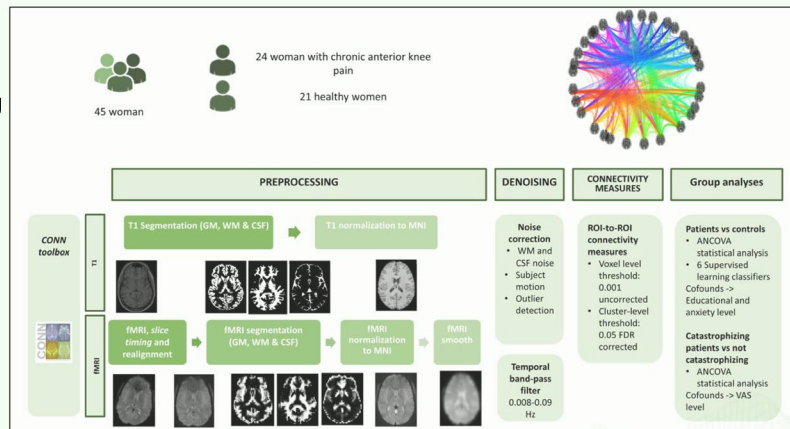 45 woman
24 woman with chronic anterior knee
pain
21 healthy women
PREPROCESSING
DENOISING
CONNECTIVITY
MEASURES
Group analyses
CONN
toolbox
CONN
T1
T1 Segmentation (GM, WM & CSF)
T1 normalization to MNI
fMRI
fMRI, slice
timing and
realignment
fMRI segmentation
(GM, WM & CSF)
fMRI
normalization
to MNI
fMRI
smooth
Noise
correction
• WM and
CSF noise
• Subject
motion
• Outlier
detection
Temporal
band-pass
filter
0.008-0.09
Hz
ROI-to-ROI
connectivity
measures
• Voxel level
threshold:
0.001
uncorrected
• Cluster-level
threshold:
0.05 FDR
corrected
Patients vs controls
• ANCOVA
statistical analysis
• 6 Supervised
learning classifiers
Cofounds ->
Educational and
anxiety level
Catastrophizing
patients vs not
catastrophizing
• ANCOVA
statistical analysis
Cofounds -> VAS
level